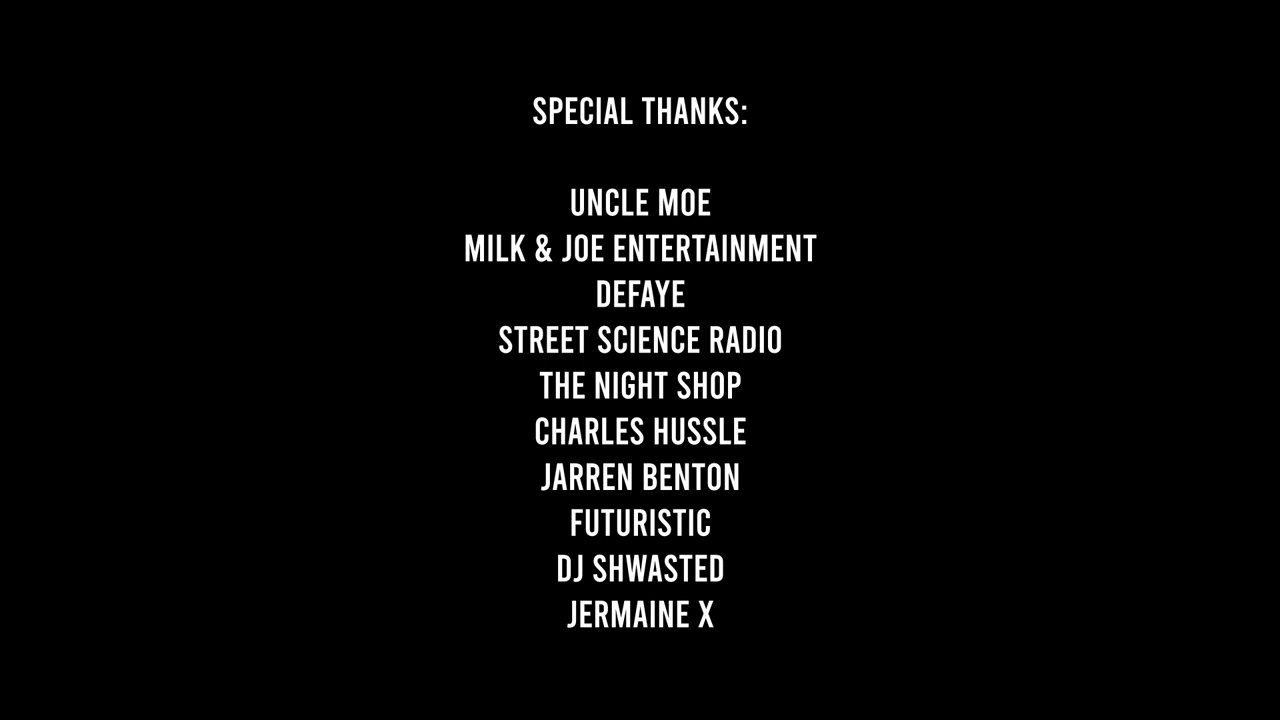 SPECIAL THANKS:
UNCLE MOE
MILK & JOE ENTERTAINMENT
DEFAYE
STREET SCIENCE RADIO
THE NIGHT SHOP
CHARLES HUSSLE
JARREN BENTON
FUTURISTIC
DJ SHWASTED
JERMAINE X